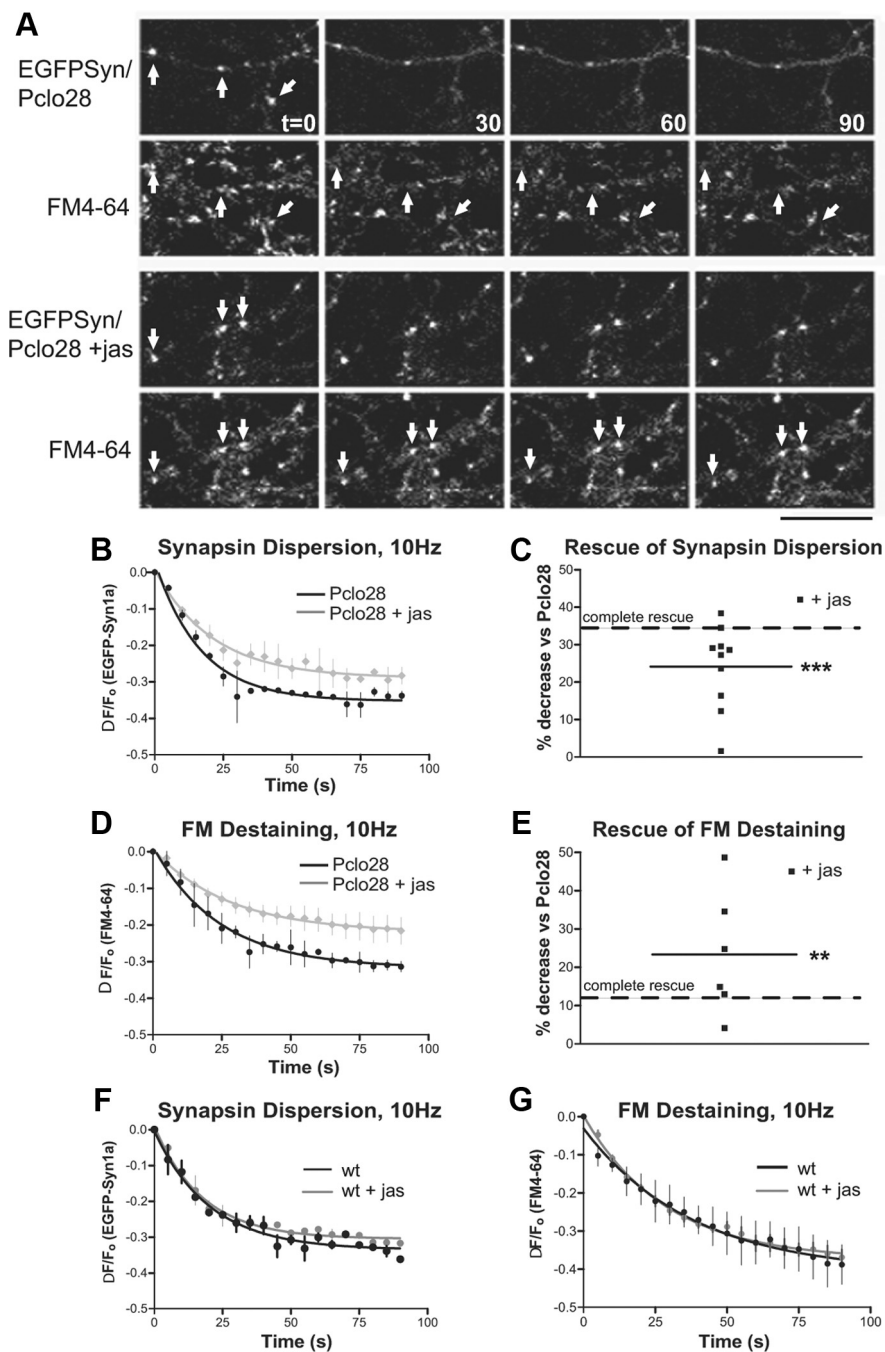 A
EGFPSyn/
Pclo28
t=0
30
60
90
FM4-64
EGFPSyn/
Pclo28 +jas
FM4-64
B
Synapsin Dispersion, 10Hz
Pclo28
Pclo28 + jas
0.0
-0.1
-0.2
-0.3
-0.4
-0.5
DF/Fo (EGFP-Syn1a)
0
25
50
75
100
Time (s)
C
Rescue of Synapsin Dispersion
+ jas
complete rescue
***
50
40
30
20
10
0
% decrease vs Pclo28
D
FM Destaining, 10Hz
Pclo28
Pclo28 + jas
0.0
-0.1
-0.2
-0.3
-0.4
-0.5
DF/Fo (FM4-64)
0
25
50
75
100
Time (s)
E
Rescue of FM Destaining
+ jas
**
complete rescue
50
40
30
20
10
0
% decrease vs Pclo28
F
Synapsin Dispersion, 10Hz
wt
wt + jas
0.0
-0.1
-0.2
-0.3
-0.4
-0.5
DF/Fo (EGFP-Syn1a)
0
25
50
75
100
Time (s)
G
FM Destaining, 10Hz
wt
wt + jas
0.0
-0.1
-0.2
-0.3
-0.4
-0.5
DF/Fo (FM4-64)
0
25
50
75
100
Time (s)